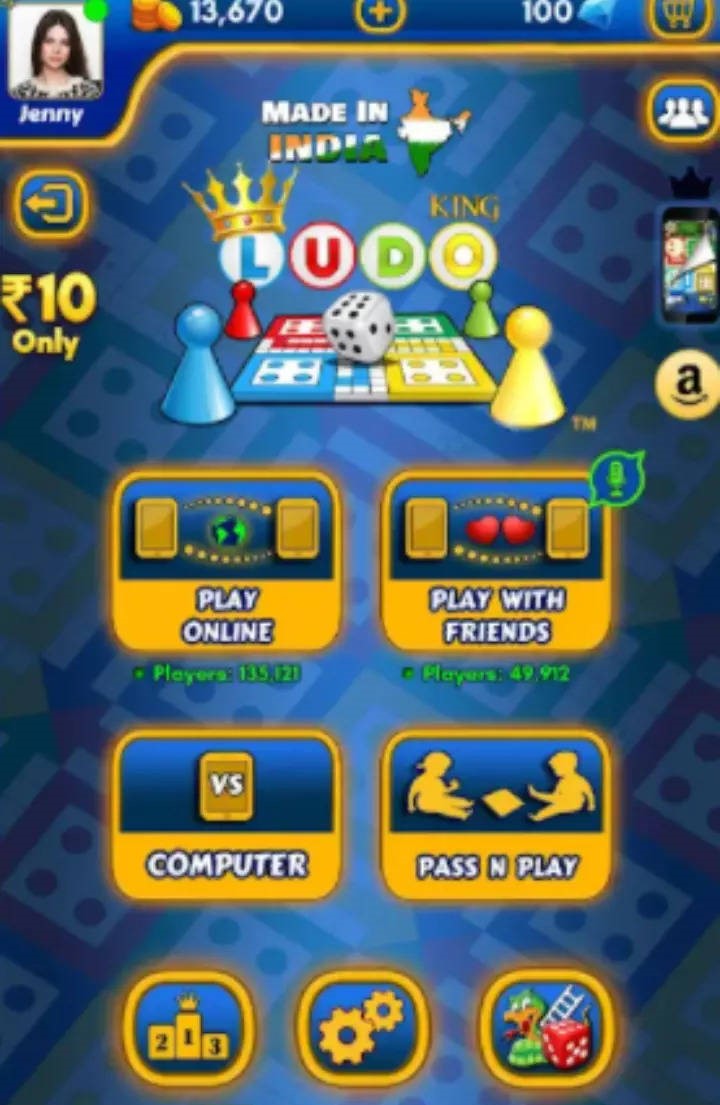 13,670
100
Jenny
MADE IN
INDIA
KING
LUDO
₹10
Only
a
TM
PLAY
ONLINE
PLAY WITH
FRIENDS
Players: 135,121
Players: 49,912
VS
COMPUTER
PASS N PLAY
2 1 3